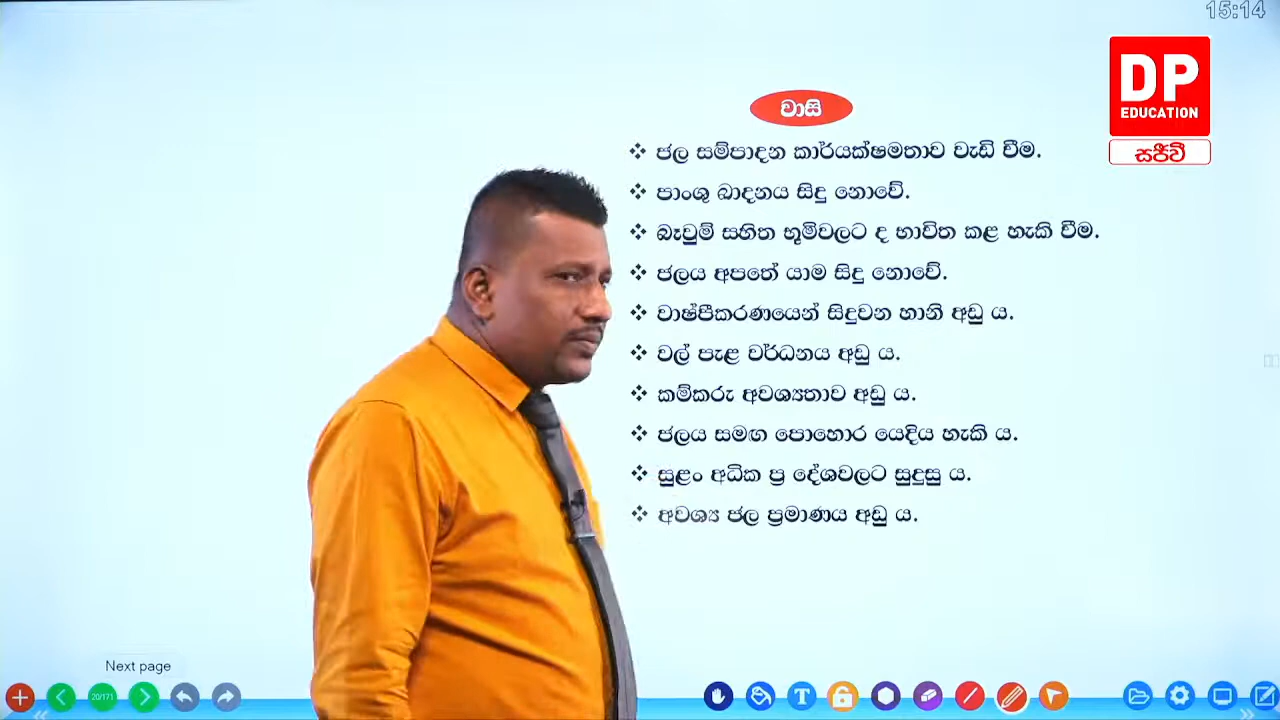 15:14
DP
EDUCATION
සජීවී
වාසි
❖ ජල සම්පාදන කාර්යක්ෂමතාව වැඩි වීම.
❖ පාංශු ඛාදනය සිදු නොවේ.
❖ බෑවුම් සහිත භූමිවලට ද භාවිත කළ හැකි වීම.
❖ ජලය අපතේ යාම සිදු නොවේ.
❖ වාෂ්පීකරණයෙන් සිදුවන හානි අඩු ය.
❖ වල් පැළ වර්ධනය අඩු ය.
❖ කම්කරු අවශ්‍යතාව අඩු ය.
❖ ජලය සමඟ පොහොර යෙදිය හැකි ය.
❖ සුළං අධික ප්‍ර දේශවලට සුදුසු ය.
❖ අවශ්‍ය ජල ප්‍රමාණය අඩු ය.
Next page
20/171